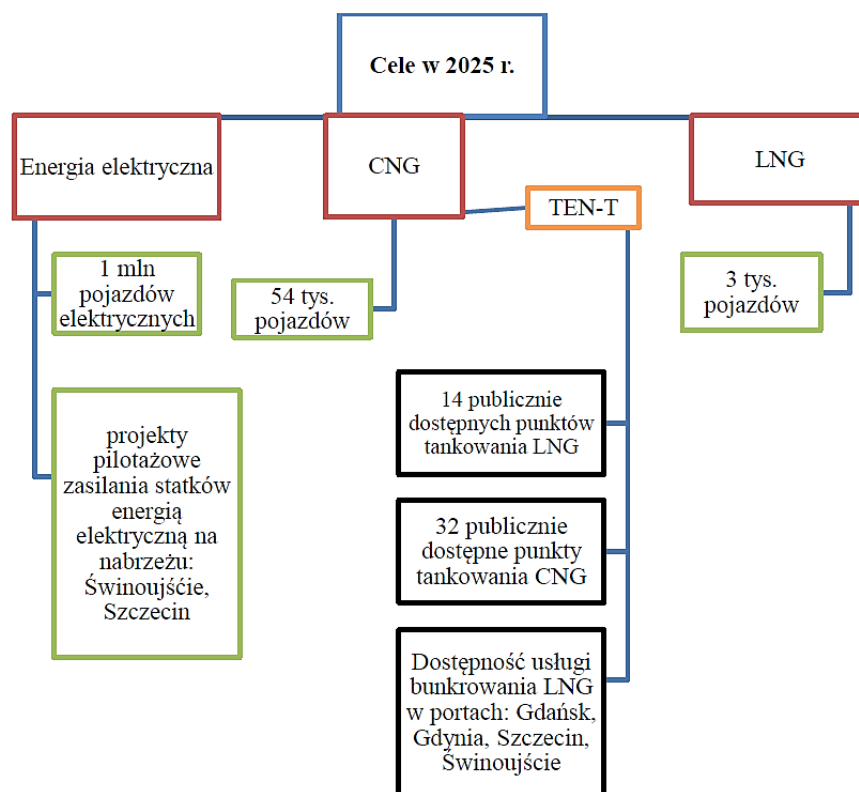 Cele w 2025 r.
Energia elektryczna
CNG
LNG
TEN-T
1 mln
pojazdów
elektrycznych
54 tys.
pojazdów
3 tys.
pojazdów
projekty
pilotażowe
zasilania statków
energią
elektryczną na
nabrzeżu:
Świnoujśćie,
Szczecin
14 publicznie
dostępnych punktów
tankowania LNG
32 publicznie
dostępne punkty
tankowania CNG
Dostępność usługi
bunkrowania LNG
w portach: Gdańsk,
Gdynia, Szczecin,
Świnoujście